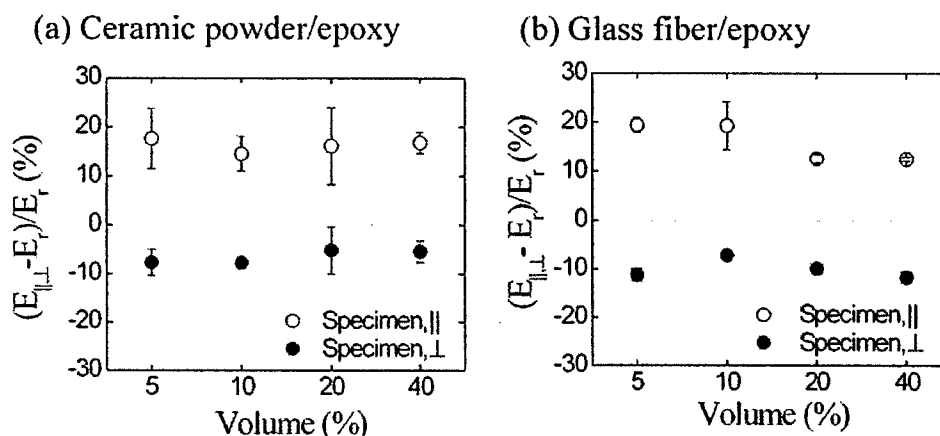 (a) Ceramic powder/epoxy
30
20
10
0
-10
-20
-30
(E∥,⊥- Er)/Er (%)
Specimen,∥
Specimen,⊥
5 10 20 40
Volume (%)
(b) Glass fiber/epoxy
30
20
10
0
-10
-20
-30
(E∥,⊥- Er)/Er (%)
Specimen,∥
Specimen,⊥
5 10 20 40
Volume (%)